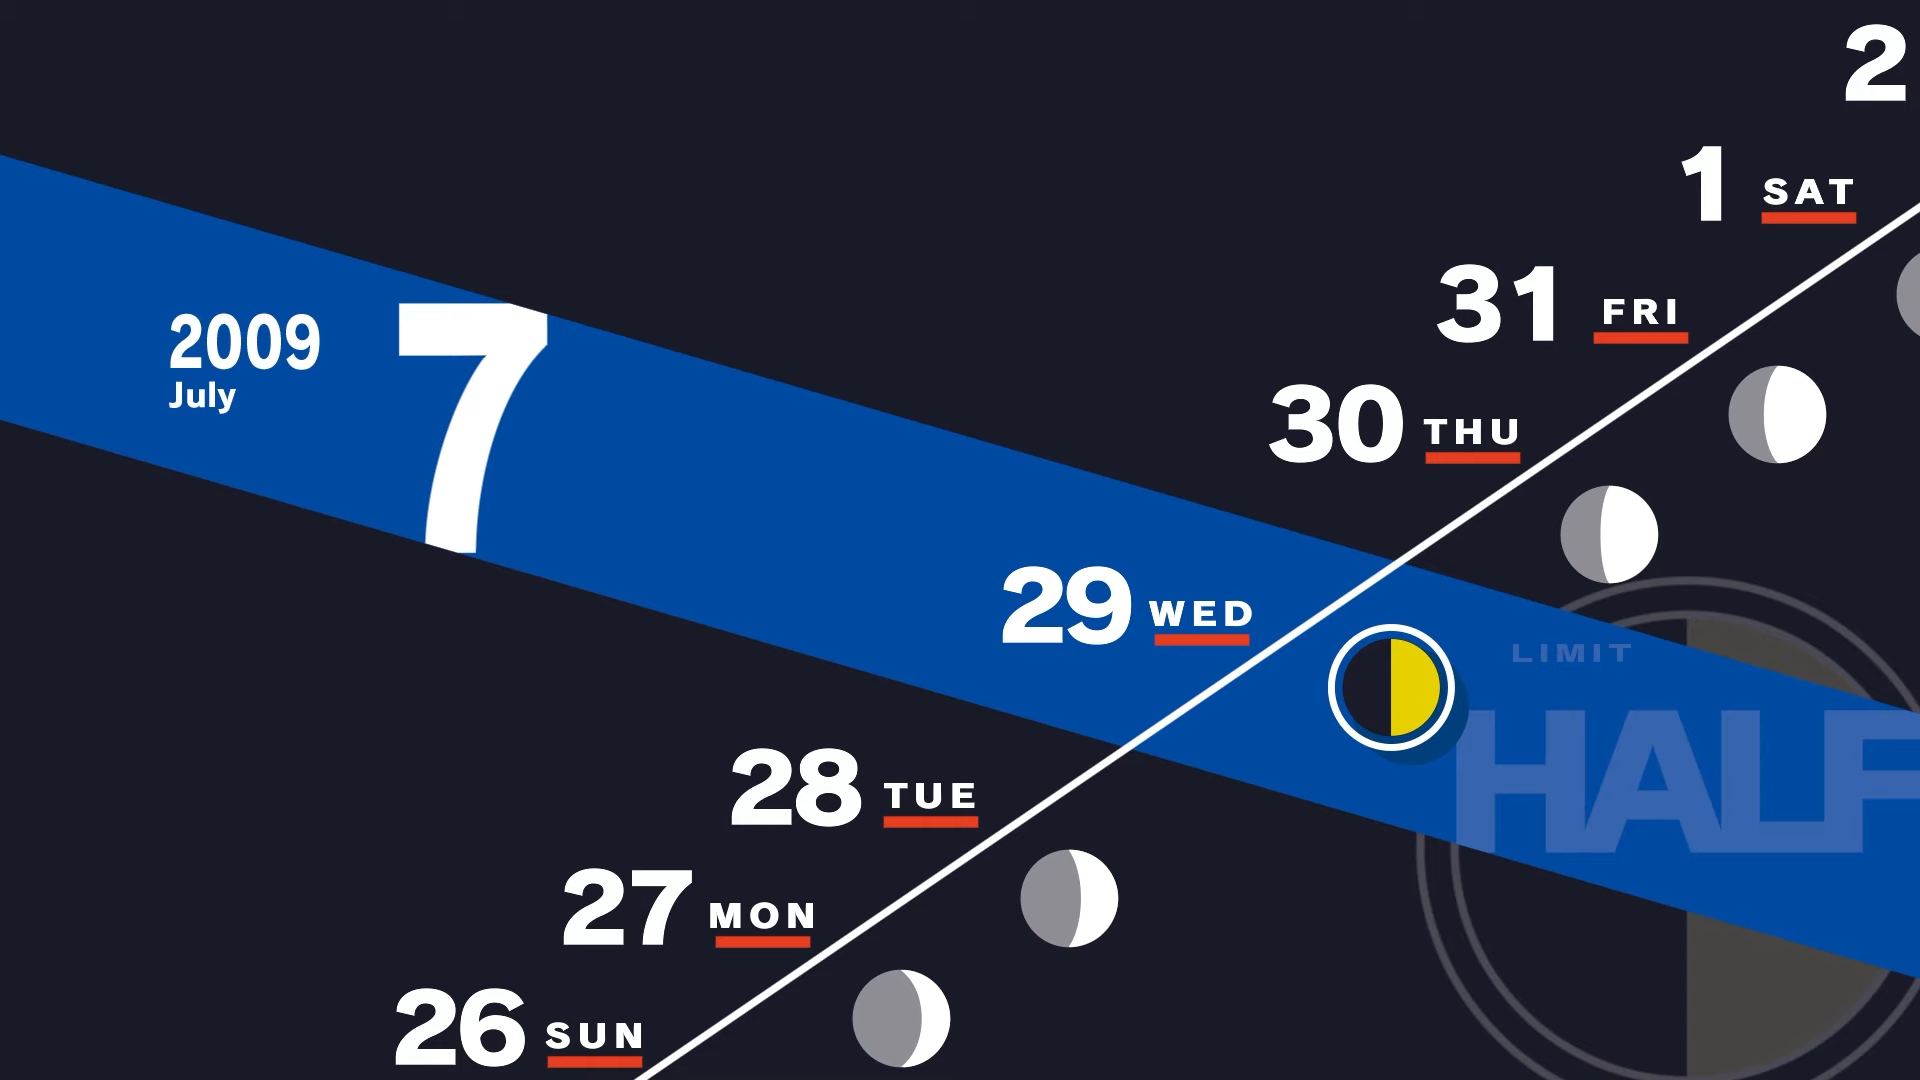 2
1 SAT
31 FRI
2009
July
7
30 THU
29 WED
LIMIT
HALF
28 TUE
27 MON
26 SUN